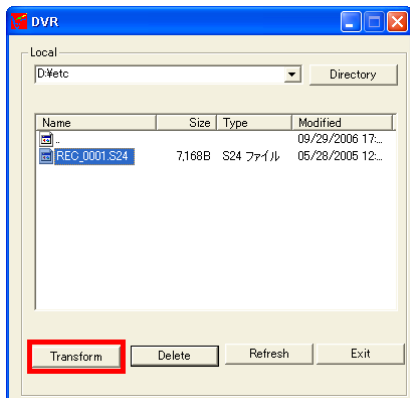 DVR
Local
D:¥etc
Directory
Name Size Type Modified
.. 09/29/2006 17:...
REC_0001.S24 7,168B S24 ファイル 05/28/2005 12:...
Transform Delete Refresh Exit